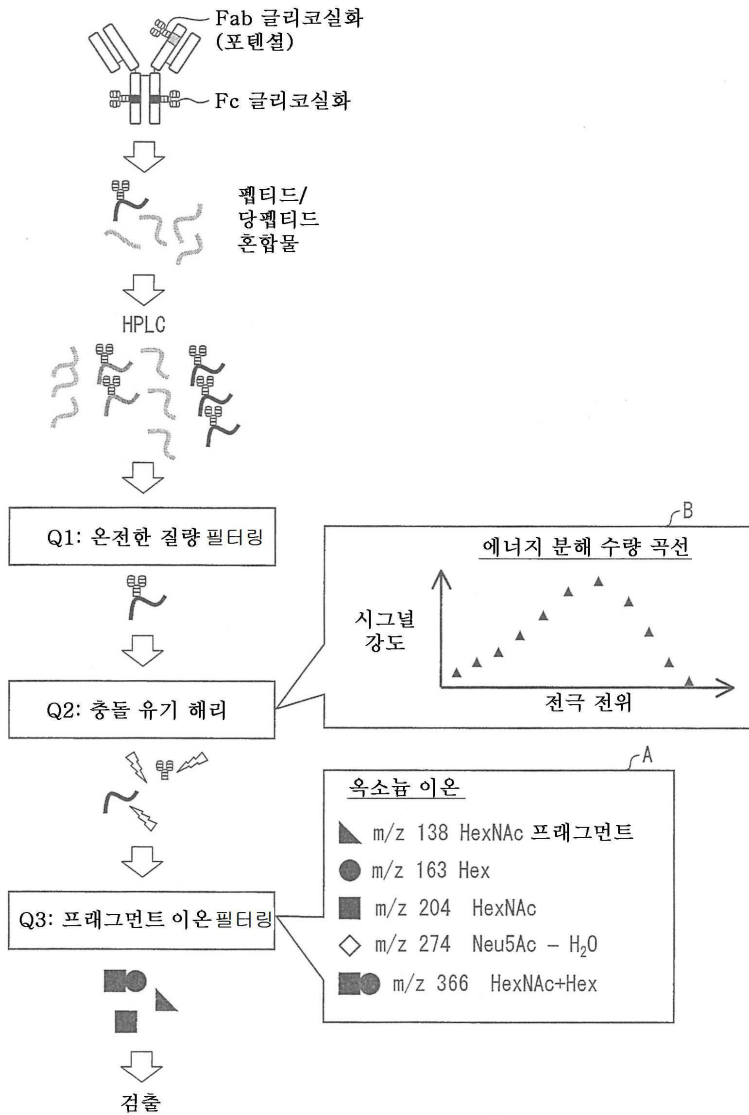 Fab 글리코실화
(포텐셜)
Fc 글리코실화
펩티드/
당펩티드
혼합물
HPLC
Q1: 온전한 질량 필터링
B
에너지 분해 수량 곡선
시그널
강도
전극 전위
Q2: 충돌 유기 해리
A
옥소늄 이온
m/z 138 HexNAc 프래그먼트
m/z 163 Hex
m/z 204 HexNAc
m/z 274 Neu5Ac – H₂O
m/z 366 HexNAc+Hex
Q3: 프래그먼트 이온 필터링
검출